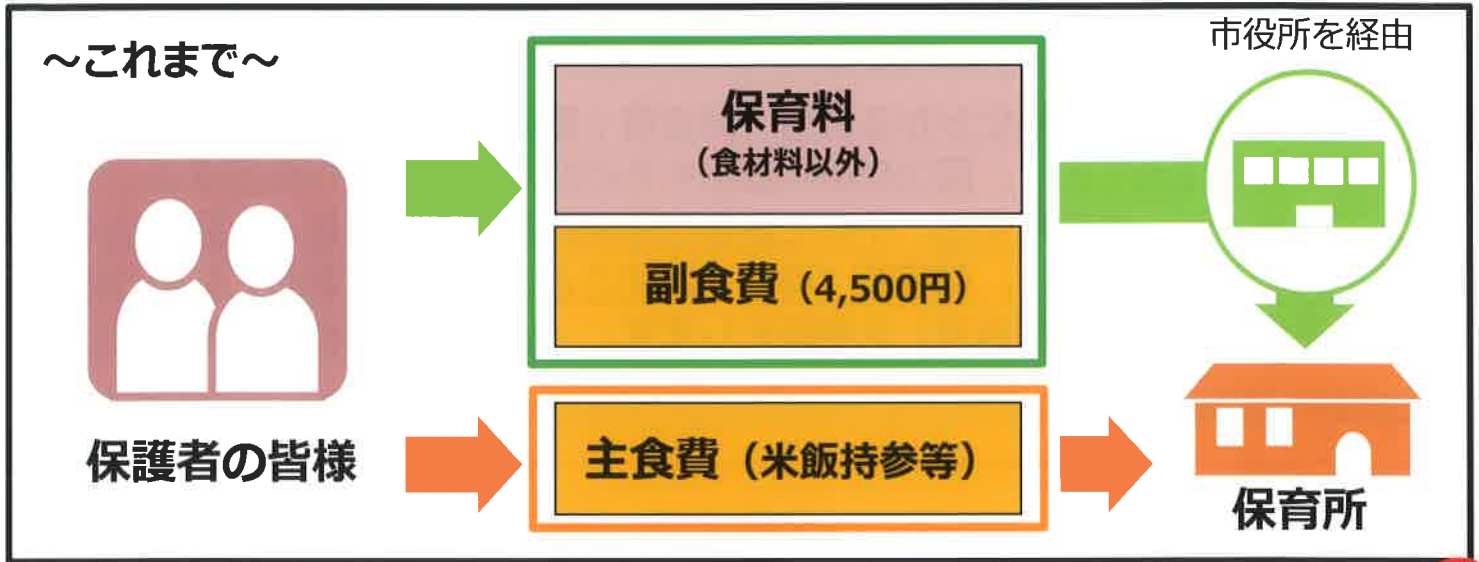 ～これまで～
市役所を経由
保育料
（食材料以外）
副食費（4,500円）
保護者の皆様
主食費（米飯持参等）
保育所